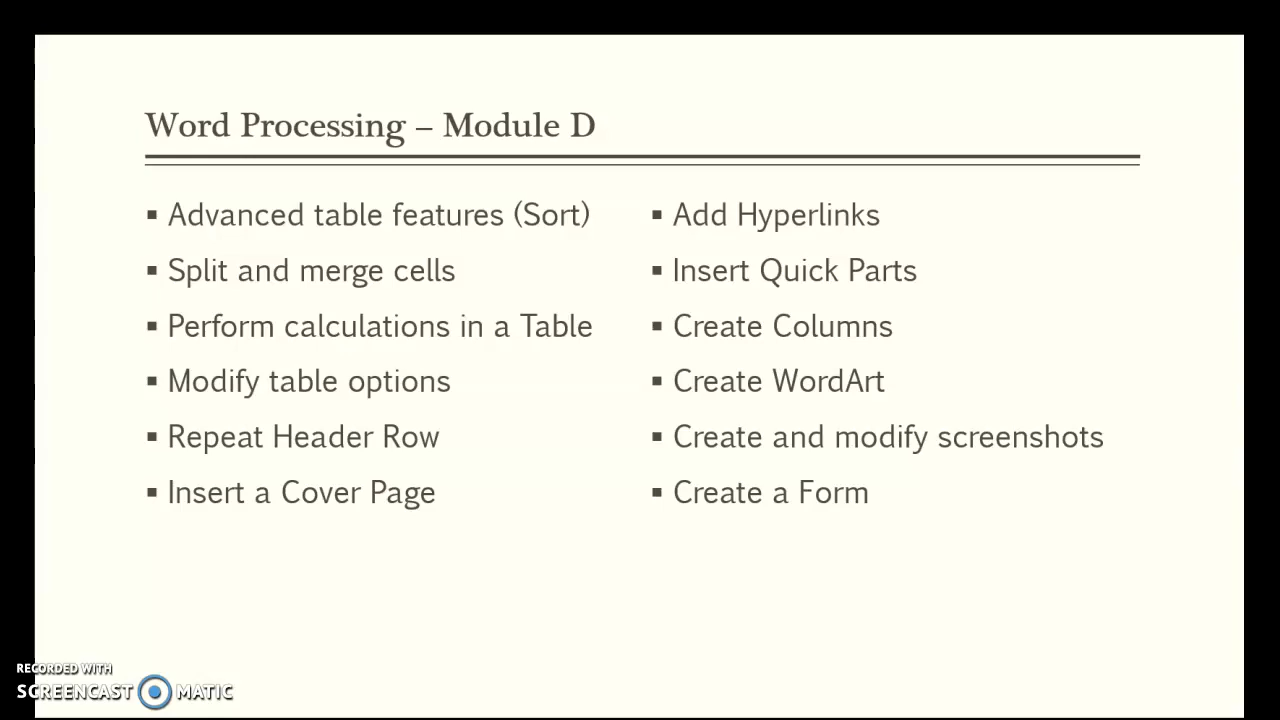 Word Processing – Module D
▪ Advanced table features (Sort)
▪ Split and merge cells
▪ Perform calculations in a Table
▪ Modify table options
▪ Repeat Header Row
▪ Insert a Cover Page
▪ Add Hyperlinks
▪ Insert Quick Parts
▪ Create Columns
▪ Create WordArt
▪ Create and modify screenshots
▪ Create a Form
RECORDED WITH
SCREENCAST MATIC